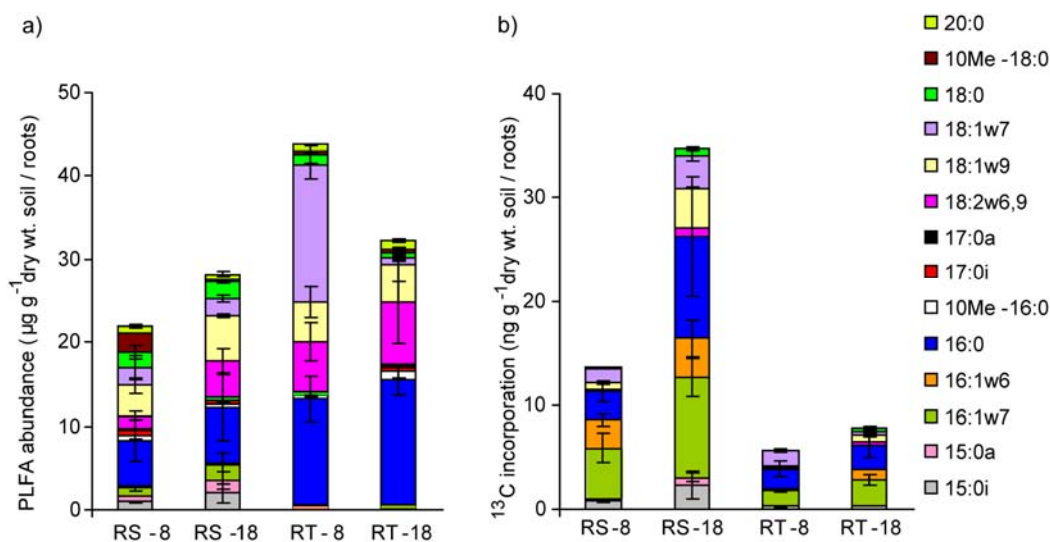 a)
PLFA abundance (µg g⁻¹dry wt. soil / roots)
50
40
30
20
10
0
RS -8 RS -18 RT - 8 RT -18
b)
¹³C incorporation (ng g⁻¹dry wt. soil / roots)
40
30
20
10
0
RS - 8 RS -18 RT - 8 RT -18
20:0
10Me -18:0
18:0
18:1w7
18:1w9
18:2w6,9
17:0a
17:0i
10Me -16:0
16:0
16:1w6
16:1w7
15:0a
15:0i